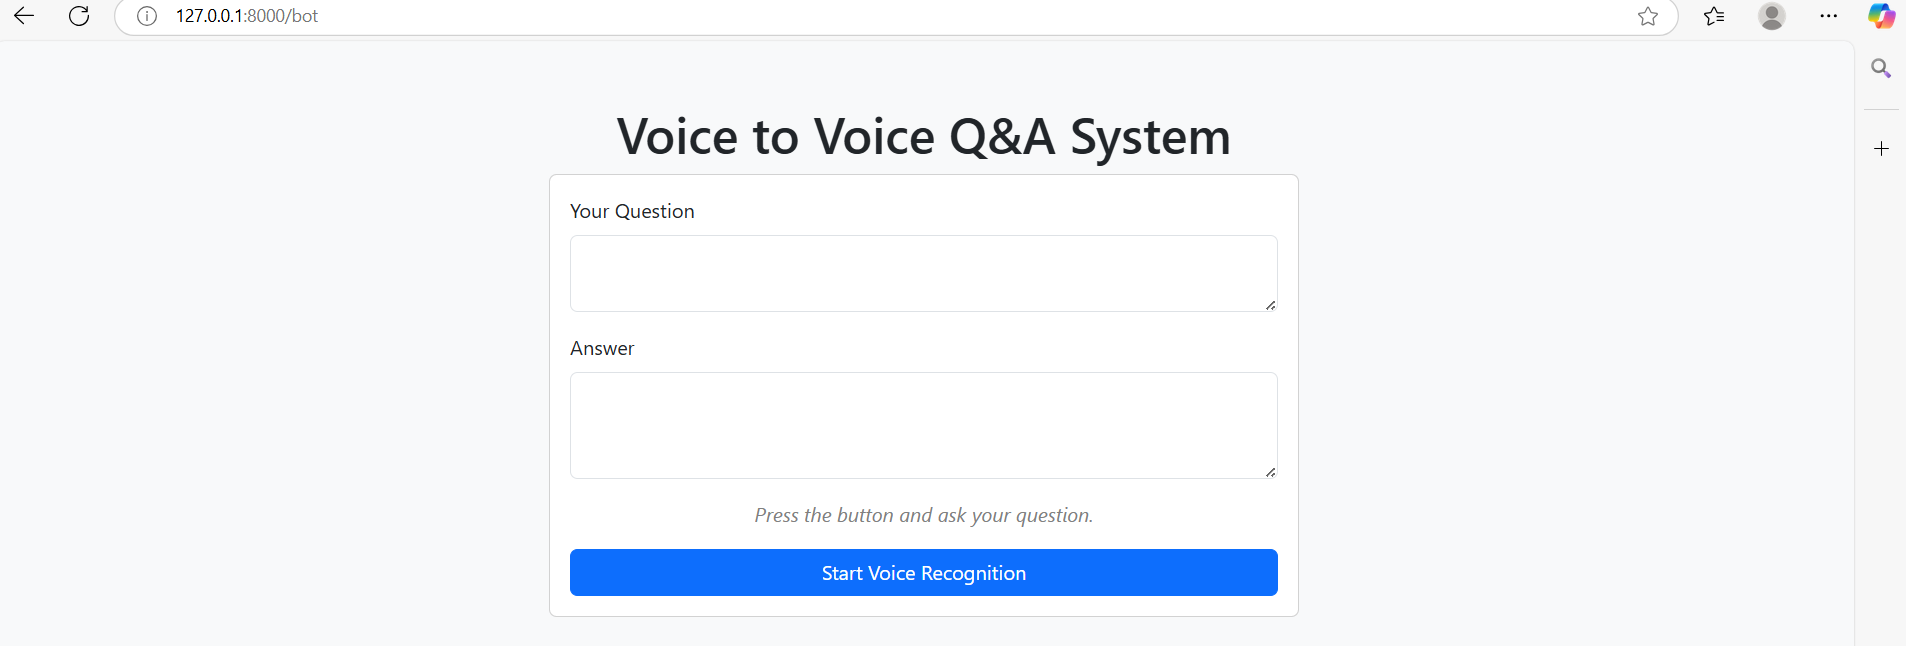 127.0.0.1:8000/bot
Voice to Voice Q&A System
Your Question
Answer
Press the button and ask your question.
Start Voice Recognition